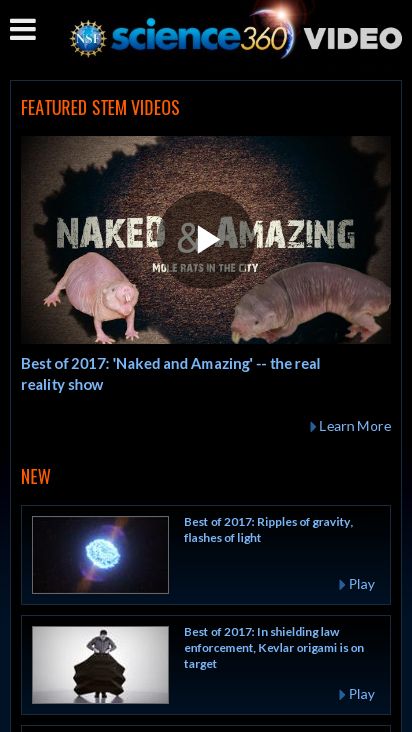 NSF science360 VIDEO
FEATURED STEM VIDEOS
NAKED & AMAZING
MOLE RATS IN THE CITY
Best of 2017: 'Naked and Amazing' -- the real
reality show
Learn More
NEW
Best of 2017: Ripples of gravity,
flashes of light
Play
Best of 2017: In shielding law
enforcement, Kevlar origami is on
target
Play